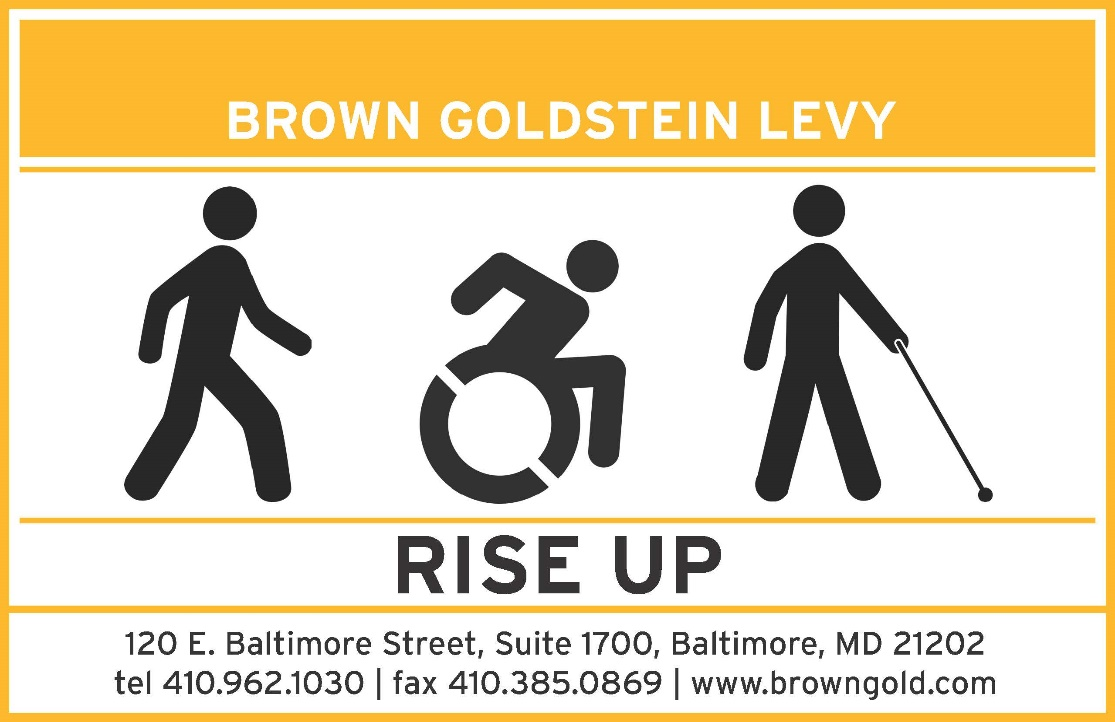 BROWN GOLDSTEIN LEVY
RISE UP
120 E. Baltimore Street, Suite 1700, Baltimore, MD 21202
tel 410.962.1030 | fax 410.385.0869 | www.browngold.com